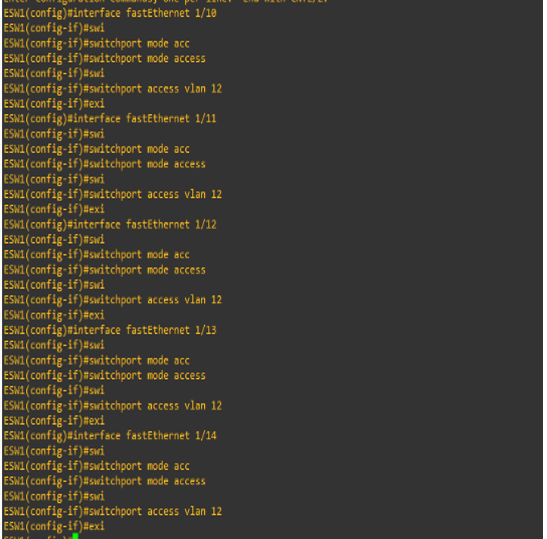 Enter configuration commands, one per line.  End with CNTL/Z.
ESW1(config)#interface fastEthernet 1/10
ESW1(config-if)#swi
ESW1(config-if)#switchport mode acc
ESW1(config-if)#switchport mode access
ESW1(config-if)#swi
ESW1(config-if)#switchport access vlan 12
ESW1(config-if)#exi
ESW1(config)#interface fastEthernet 1/11
ESW1(config-if)#swi
ESW1(config-if)#switchport mode acc
ESW1(config-if)#switchport mode access
ESW1(config-if)#swi
ESW1(config-if)#switchport access vlan 12
ESW1(config-if)#exi
ESW1(config)#interface fastEthernet 1/12
ESW1(config-if)#swi
ESW1(config-if)#switchport mode acc
ESW1(config-if)#switchport mode access
ESW1(config-if)#swi
ESW1(config-if)#switchport access vlan 12
ESW1(config-if)#exi
ESW1(config)#interface fastEthernet 1/13
ESW1(config-if)#swi
ESW1(config-if)#switchport mode acc
ESW1(config-if)#switchport mode access
ESW1(config-if)#swi
ESW1(config-if)#switchport access vlan 12
ESW1(config-if)#exi
ESW1(config)#interface fastEthernet 1/14
ESW1(config-if)#swi
ESW1(config-if)#switchport mode acc
ESW1(config-if)#switchport mode access
ESW1(config-if)#swi
ESW1(config-if)#switchport access vlan 12
ESW1(config-if)#exi